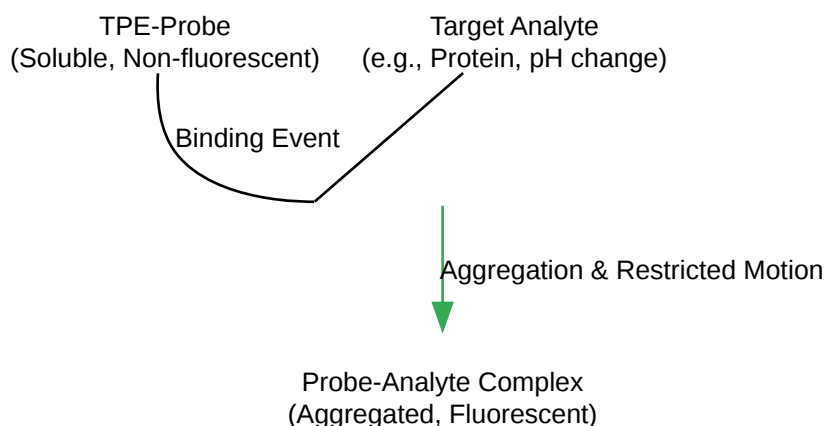 TPE-Probe
(Soluble, Non-fluorescent)
Target Analyte
(e.g., Protein, pH change)
Binding Event
Aggregation & Restricted Motion
Probe-Analyte Complex
(Aggregated, Fluorescent)